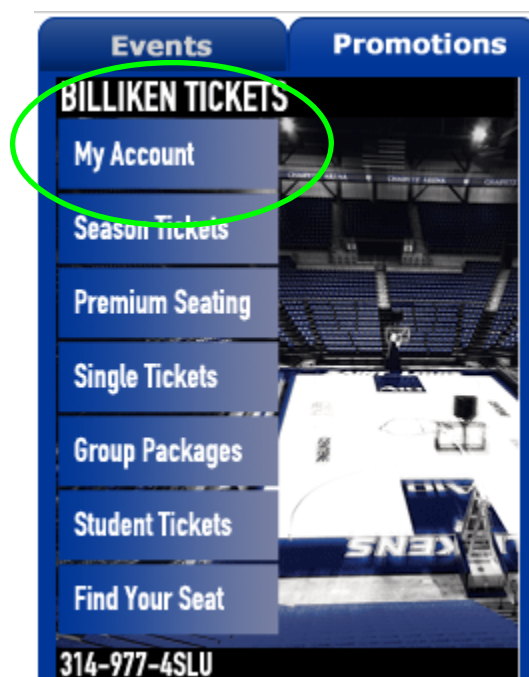 Events
Promotions
BILLIKEN TICKETS
My Account
Season Tickets
Premium Seating
Single Tickets
Group Packages
Student Tickets
Find Your Seat
314-977-4SLU